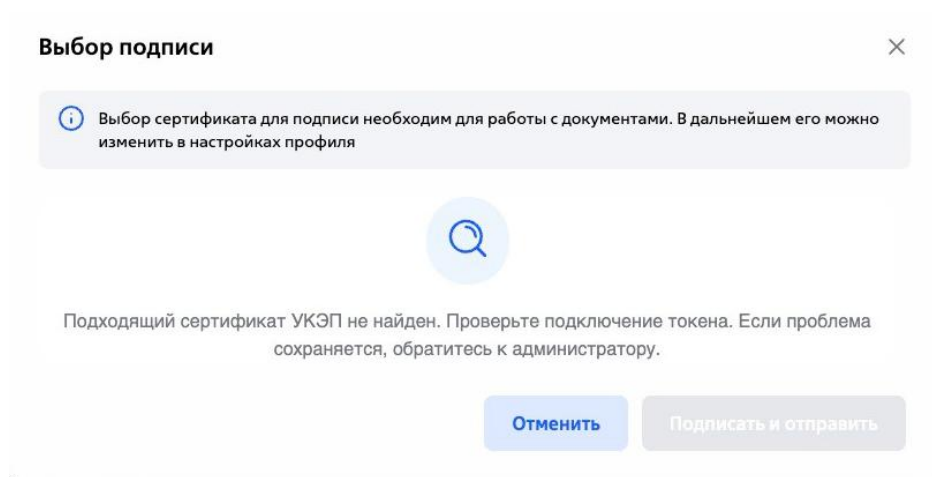 Выбор подписи
Выбор сертификата для подписи необходим для работы с документами. В дальнейшем его можно
изменить в настройках профиля
Подходящий сертификат УКЭП не найден. Проверьте подключение токена. Если проблема
сохраняется, обратитесь к администратору.
Отменить
Подписать и отправить